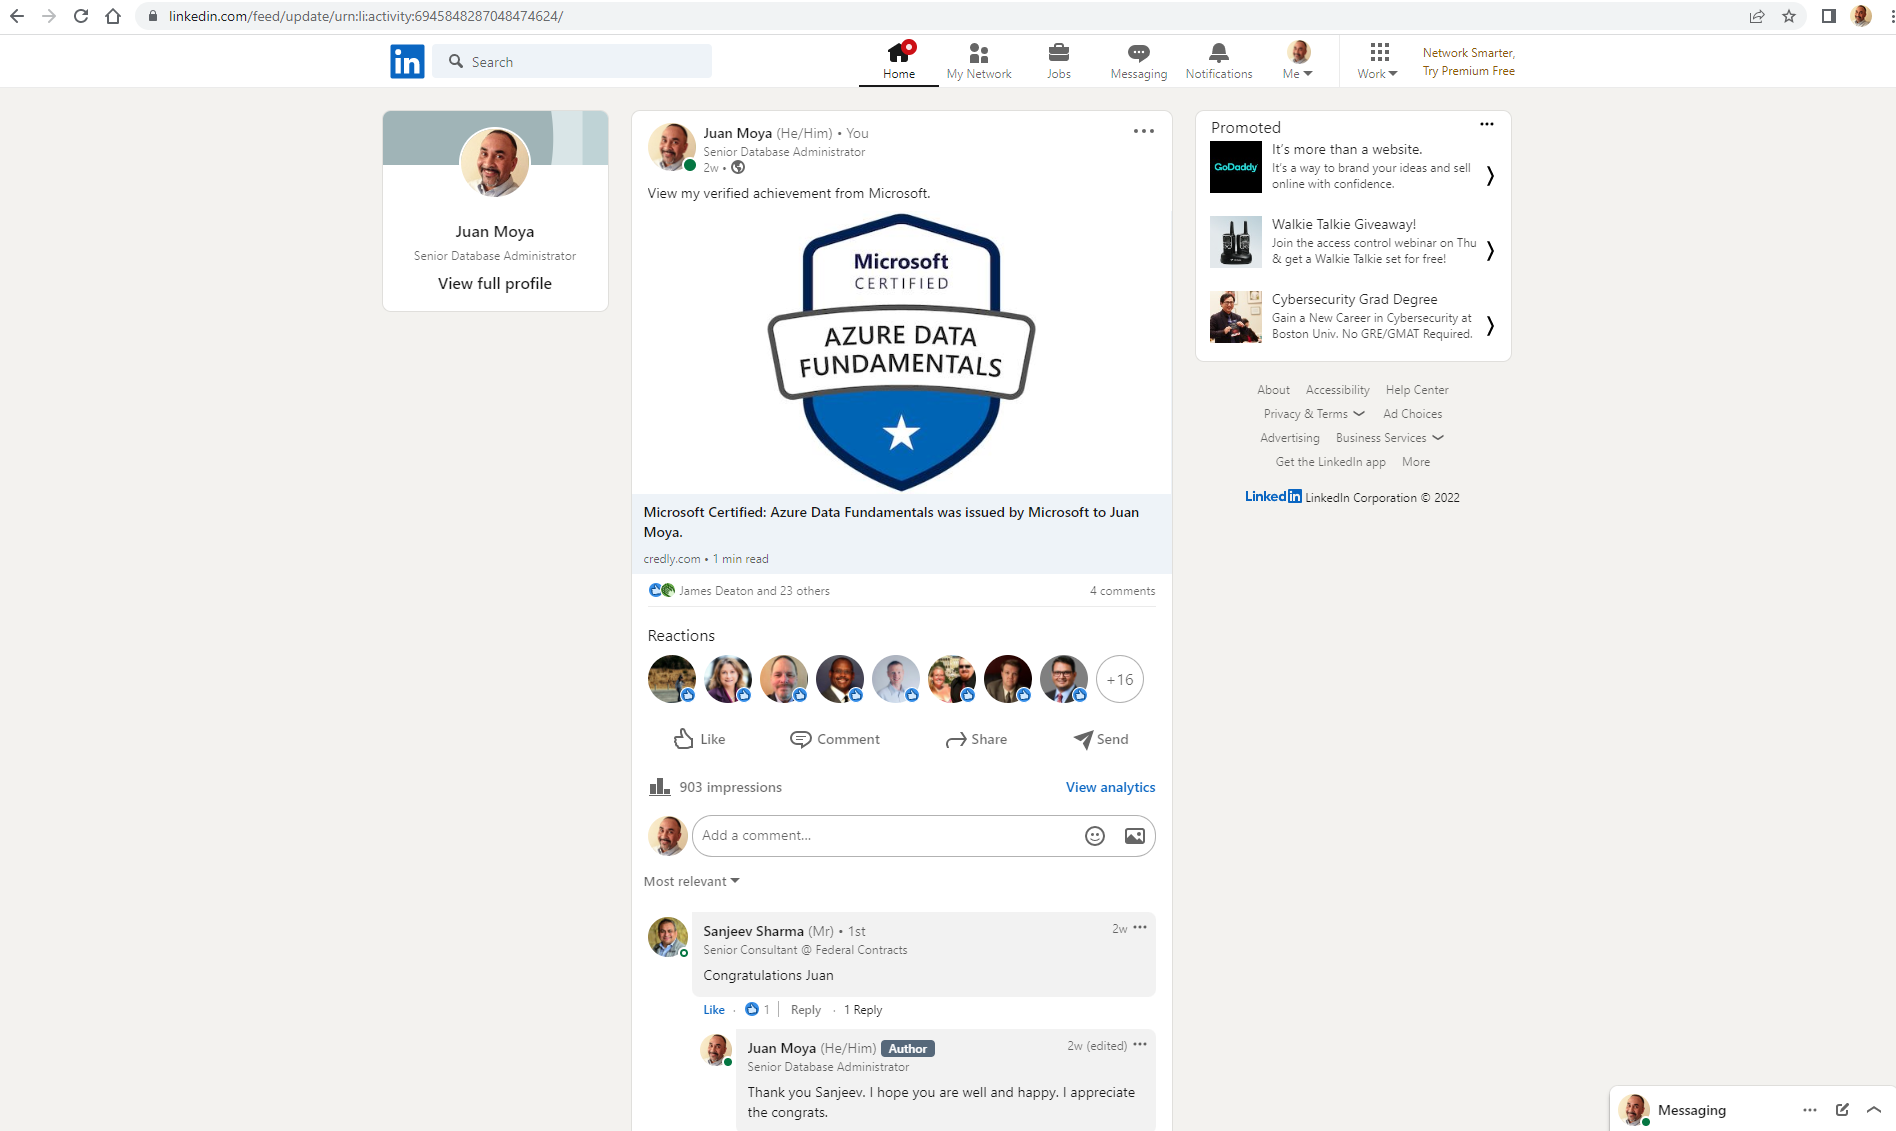 linkedin.com/feed/update/urn:li:activity:6945848287048474624/
in
Search
Home
My Network
Jobs
Messaging
Notifications
Me
Work
Network Smarter,
Try Premium Free
Juan Moya
Senior Database Administrator
View full profile
Juan Moya (He/Him) • You
Senior Database Administrator
2w •
View my verified achievement from Microsoft.
Microsoft
CERTIFIED
AZURE DATA
FUNDAMENTALS
Microsoft Certified: Azure Data Fundamentals was issued by Microsoft to Juan
Moya.
credly.com • 1 min read
James Deaton and 23 others
4 comments
Reactions
+16
Like
Comment
Share
Send
903 impressions
View analytics
Add a comment...
Most relevant
Sanjeev Sharma (Mr) • 1st
2w
Senior Consultant @ Federal Contracts
Congratulations Juan
Like · 1 | Reply · 1 Reply
Juan Moya (He/Him) Author
2w (edited)
Senior Database Administrator
Thank you Sanjeev. I hope you are well and happy. I appreciate
the congrats.
Promoted
GoDaddy
It's more than a website.
It's a way to brand your ideas and sell
online with confidence.
Walkie Talkie Giveaway!
Join the access control webinar on Thu
& get a Walkie Talkie set for free!
Cybersecurity Grad Degree
Gain a New Career in Cybersecurity at
Boston Univ. No GRE/GMAT Required.
About Accessibility Help Center
Privacy & Terms Ad Choices
Advertising Business Services
Get the LinkedIn app More
LinkedIn LinkedIn Corporation © 2022
Messaging